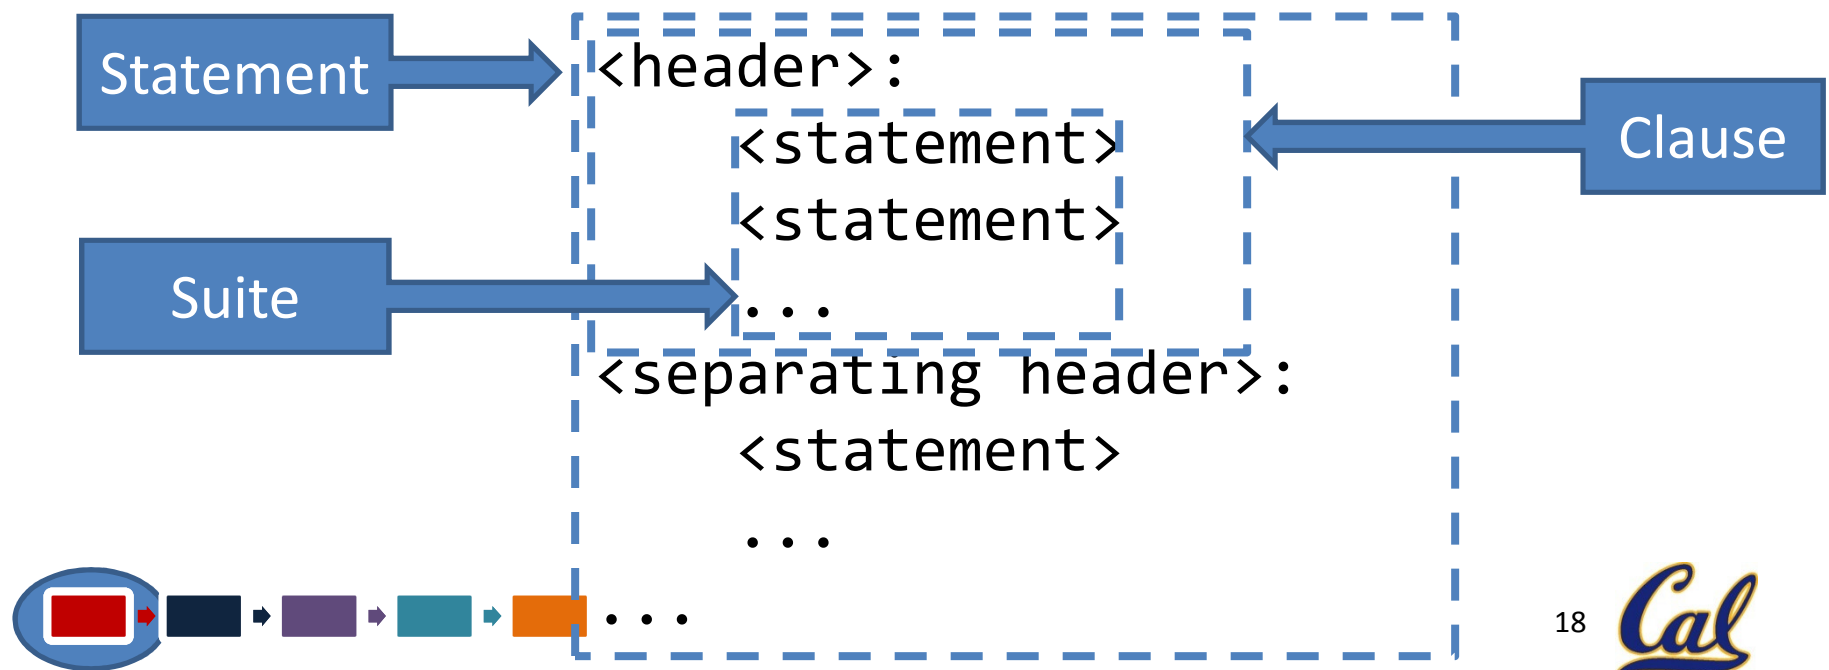 Statement
<header>:
<statement>
Clause
<statement>
Suite
...
<separating header>:
<statement>
...
...
18
Cal